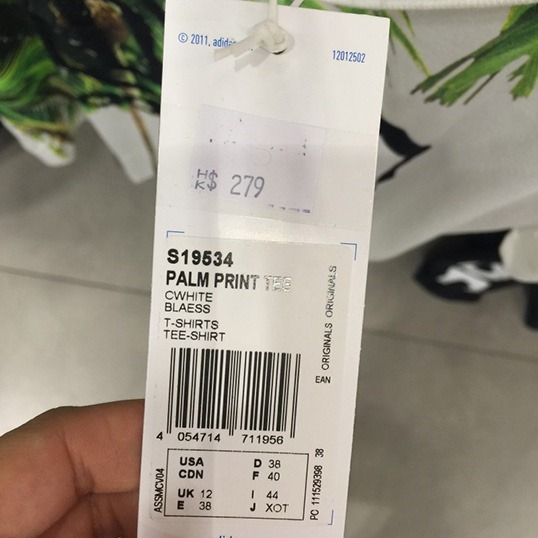 © 2011, adidas
12012502
HK$ 279
S19534
PALM PRINT TEE
CWHITE
BLAESS
T-SHIRTS
TEE-SHIRT
ORIGINALS ORIGINALS
EAN
4 054714 711956
USA D 38
CDN F 40
UK 12 I 44
E 38 J XOT
ASSMCV04
PC 111529398 38